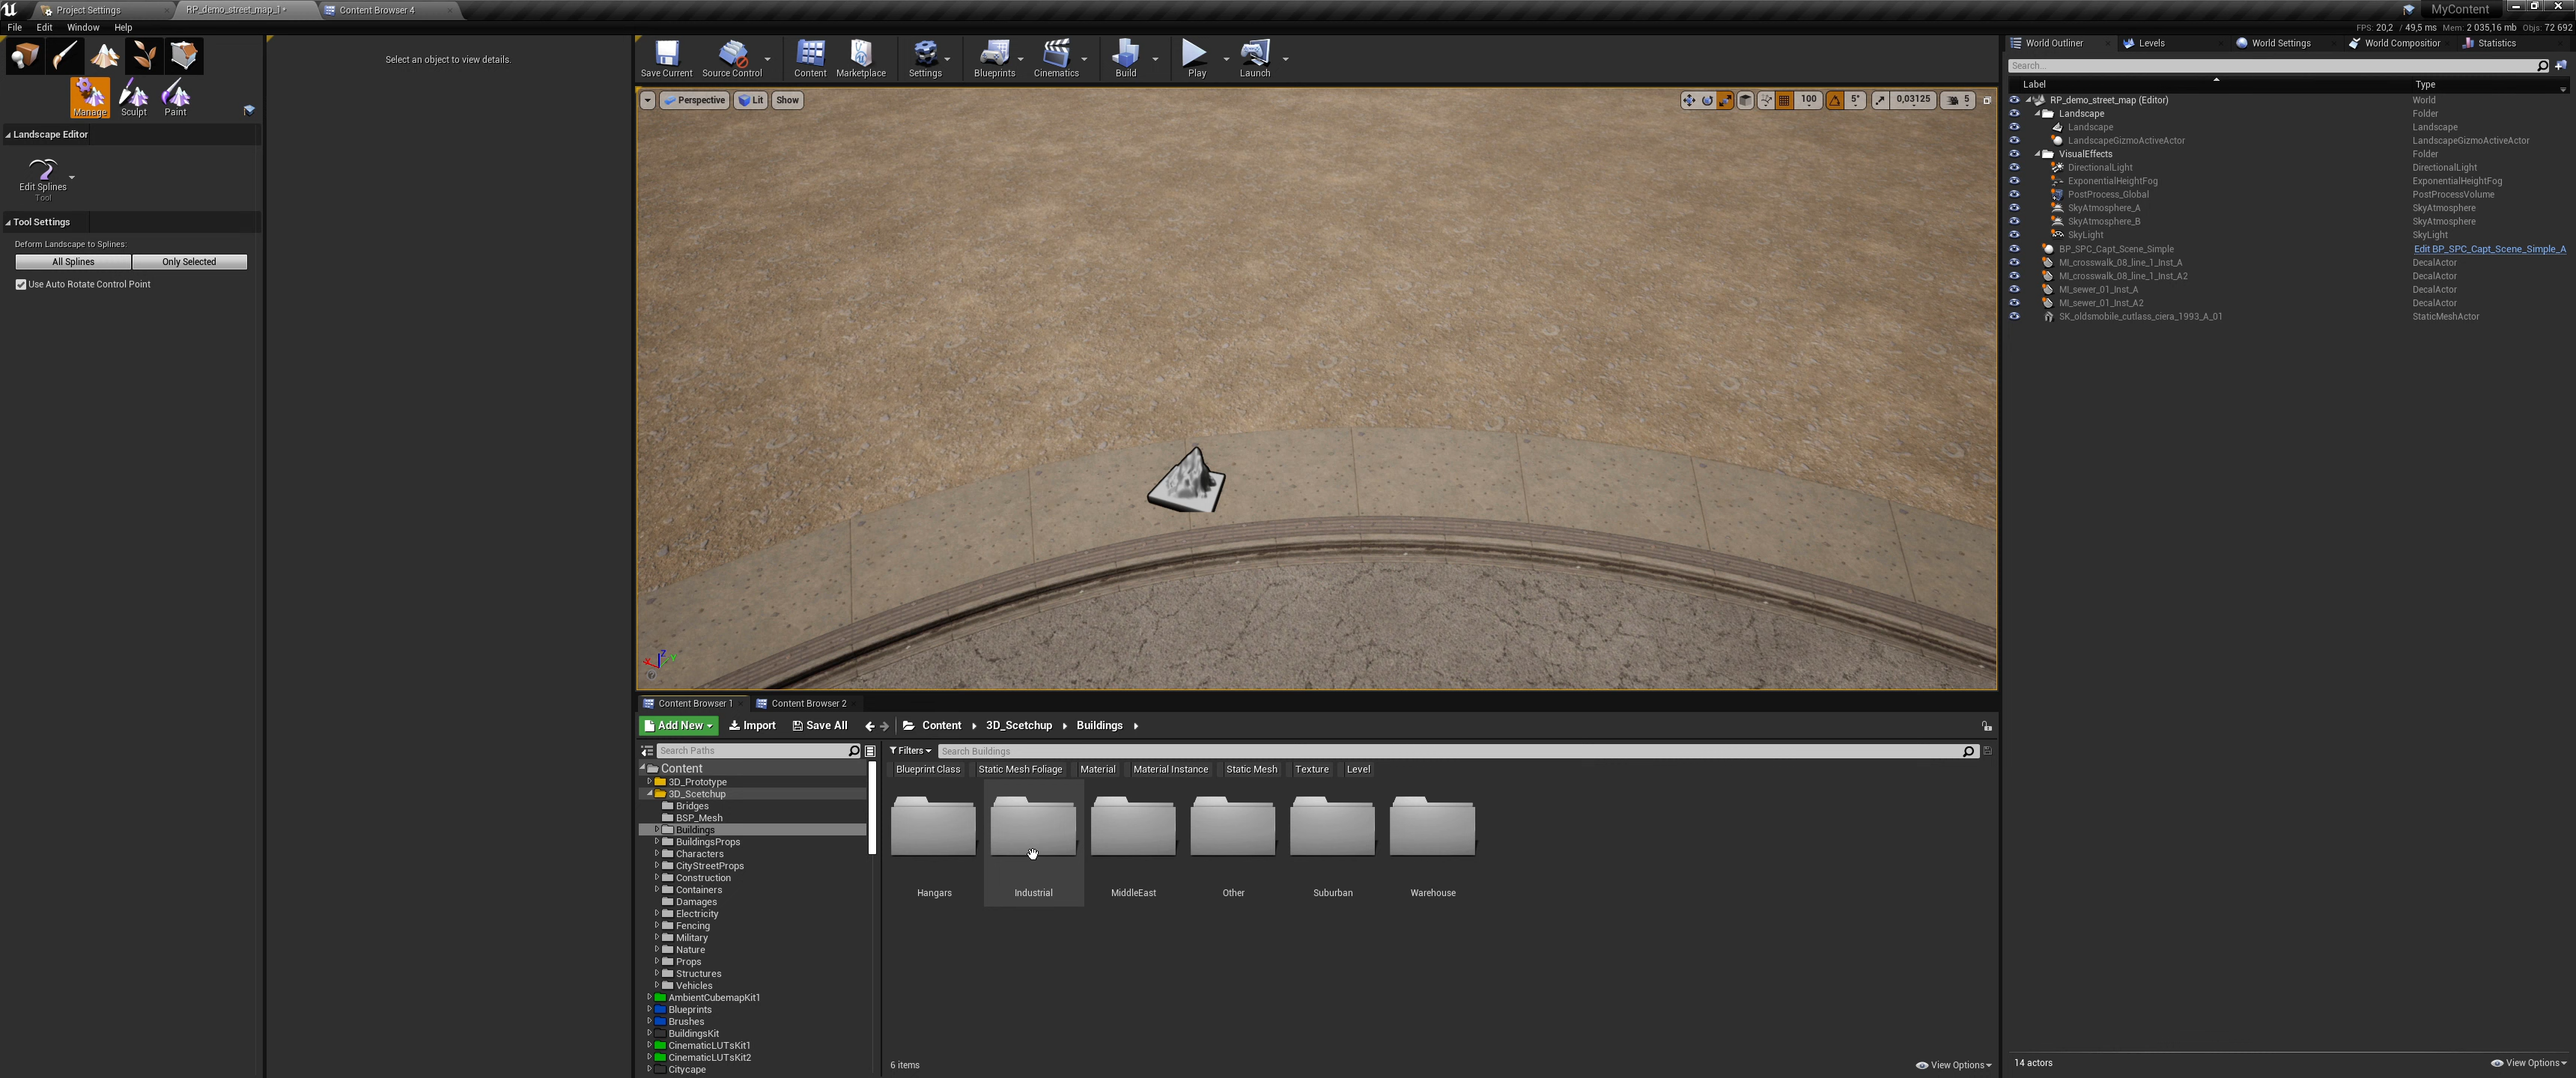 Project Settings
RP_demo_street_map_1*
Content Browser 4
MyContent
File Edit Window Help
FPS: 20,2 / 49,5 ms Mem: 2 035,16 mb Objs: 72 692
Manage
Sculpt
Paint
Landscape Editor
Edit Splines
Tool
Tool Settings
Deform Landscape to Splines:
All Splines
Only Selected
Use Auto Rotate Control Point
Select an object to view details.
Save Current
Source Control
Content
Marketplace
Settings
Blueprints
Cinematics
Build
Play
Launch
Perspective
Lit
Show
100
5°
0,03125
5
X
Z
Y
World Outliner
Levels
World Settings
World Compositior
Statistics
Search...
Label Type
RP_demo_street_map (Editor) World
Landscape Folder
Landscape Landscape
LandscapeGizmoActiveActor LandscapeGizmoActiveActor
VisualEffects Folder
DirectionalLight DirectionalLight
ExponentialHeightFog ExponentialHeightFog
PostProcess_Global PostProcessVolume
SkyAtmosphere_A SkyAtmosphere
SkyAtmosphere_B SkyAtmosphere
SkyLight SkyLight
BP_SPC_Capt_Scene_Simple Edit BP_SPC_Capt_Scene_Simple_A
MI_crosswalk_08_line_1_Inst_A DecalActor
MI_crosswalk_08_line_1_Inst_A2 DecalActor
MI_sewer_01_Inst_A DecalActor
MI_sewer_01_Inst_A2 DecalActor
SK_oldsmobile_cutlass_ciera_1993_A_01 StaticMeshActor
14 actors
View Options
Content Browser 1
Content Browser 2
Add New
Import
Save All
Content
3D_Scetchup
Buildings
Search Paths
Content
3D_Prototype
3D_Scetchup
Bridges
BSP_Mesh
Buildings
BuildingsProps
Characters
CityStreetProps
Construction
Containers
Damages
Electricity
Fencing
Military
Nature
Props
Structures
Vehicles
AmbientCubemapKit1
Blueprints
Brushes
BuildingsKit
CinematicLUTsKit1
CinematicLUTsKit2
Citycape
Filters
Search Buildings
Blueprint Class
Static Mesh Foliage
Material
Material Instance
Static Mesh
Texture
Level
Hangars
Industrial
MiddleEast
Other
Suburban
Warehouse
6 items
View Options